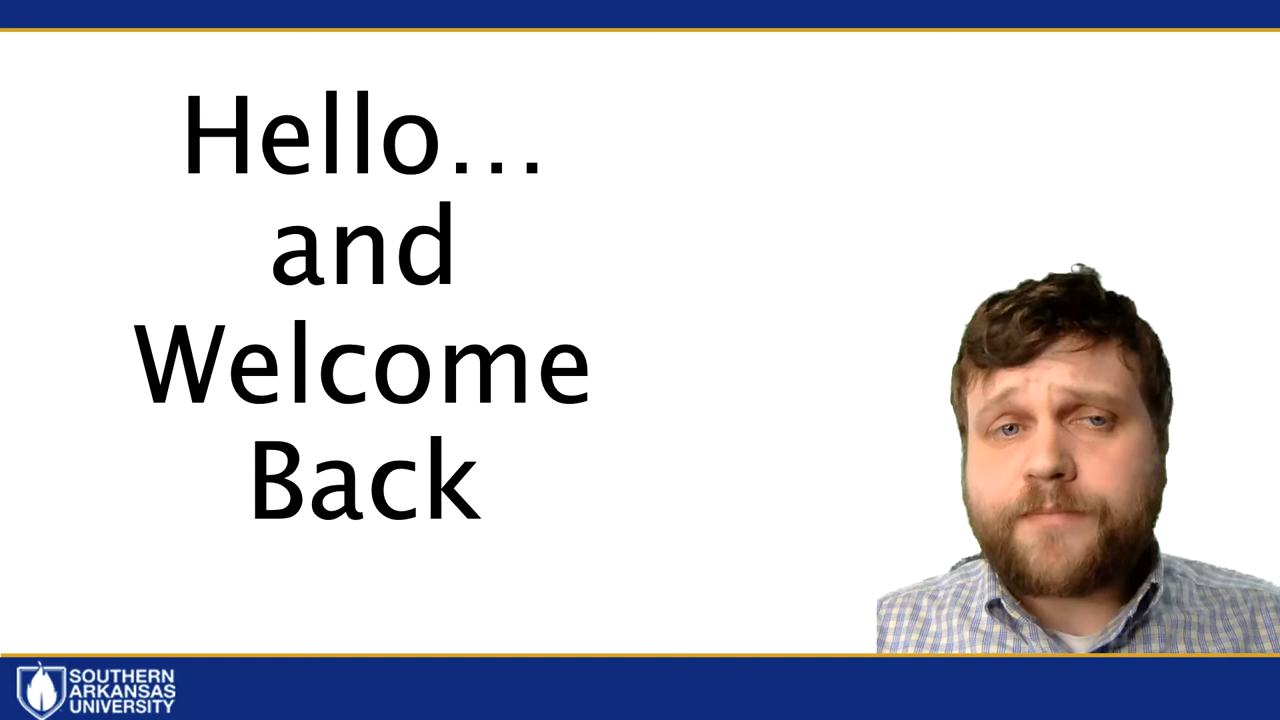 Hello…
and
Welcome
Back
SOUTHERN
ARKANSAS
UNIVERSITY